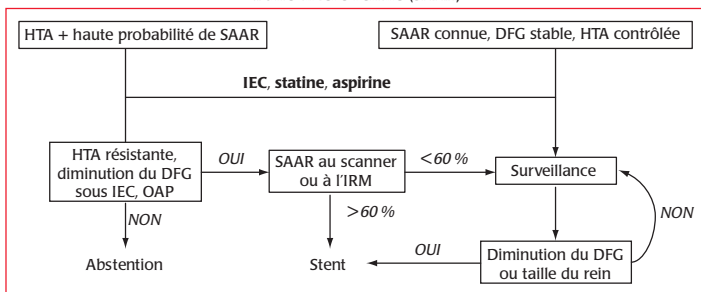 HTA + haute probabilité de SAAR
SAAR connue, DFG stable, HTA contrôlée
IEC, statine, aspirine
HTA résistante,
diminution du DFG
sous IEC, OAP
OUI
SAAR au scanner
ou à l'IRM
<60 %
Surveillance
NON
>60 %
NON
Abstention
Stent
OUI
Diminution du DFG
ou taille du rein